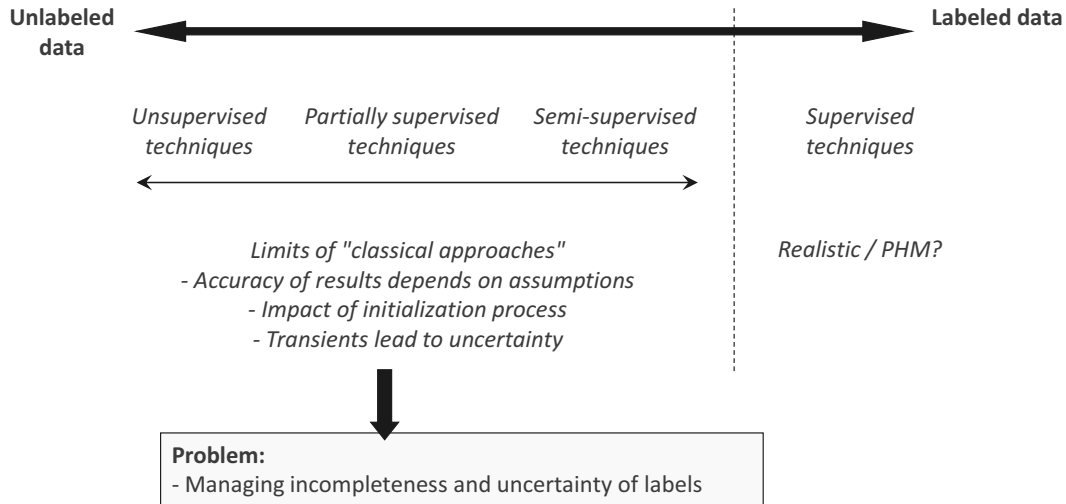 Unlabeled
data
Labeled data
Unsupervised
techniques
Partially supervised
techniques
Semi-supervised
techniques
Supervised
techniques
Limits of "classical approaches"
- Accuracy of results depends on assumptions
- Impact of initialization process
- Transients lead to uncertainty
Realistic / PHM?
Problem:
- Managing incompleteness and uncertainty of labels